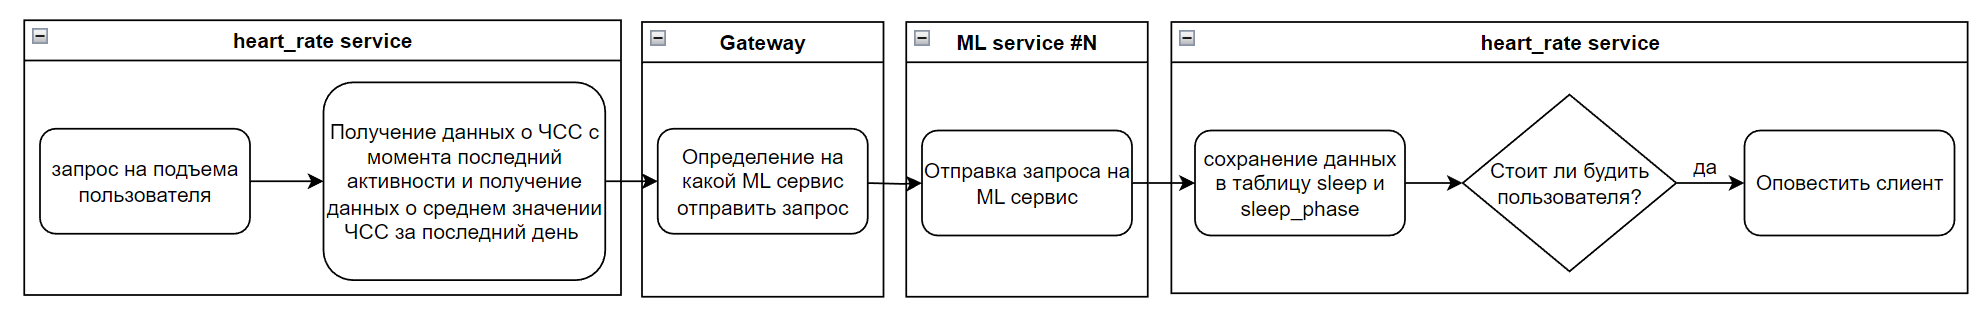 heart_rate service
запрос на подъема
пользователя
Получение данных о ЧСС с
момента последний
активности и получение
данных о среднем значении
ЧСС за последний день
Gateway
Определение на
какой ML сервис
отправить запрос
ML service #N
Отправка запроса на
ML сервис
heart_rate service
сохранение данных
в таблицу sleep и
sleep_phase
Стоит ли будить
пользователя?
да
Оповестить слиент